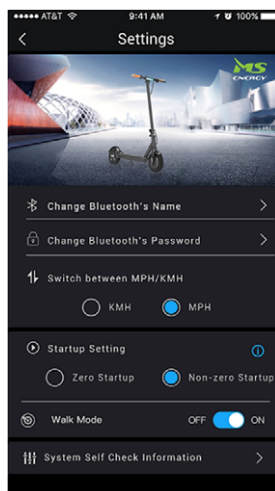 AT&T 9:41 AM 100%
Settings
MS
ENERGY
Change Bluetooth's Name
Change Bluetooth's Password
Switch between MPH/KMH
KMH MPH
Startup Setting
Zero Startup Non-zero Startup
Walk Mode OFF ON
System Self Check Information